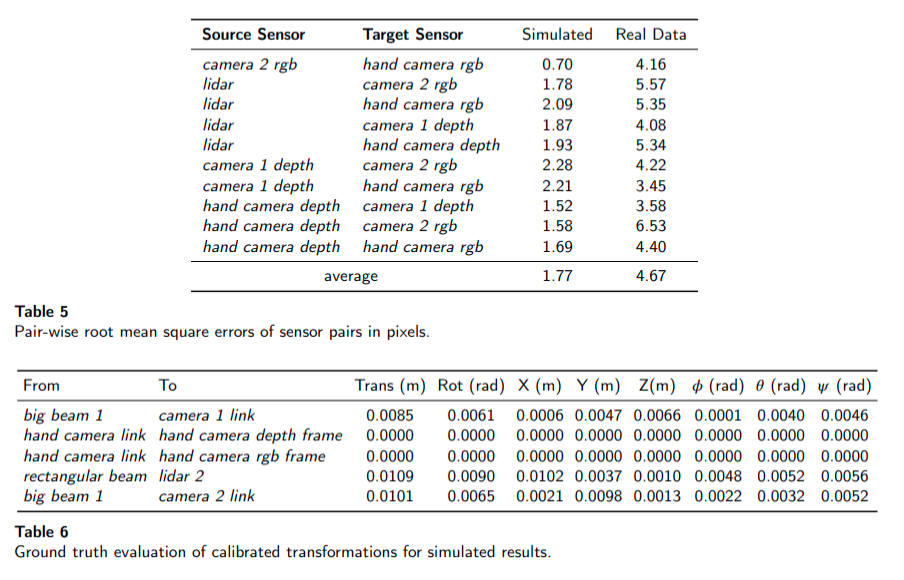 Source Sensor Target Sensor Simulated Real Data
camera 2 rgb hand camera rgb 0.70 4.16
lidar camera 2 rgb 1.78 5.57
lidar hand camera rgb 2.09 5.35
lidar camera 1 depth 1.87 4.08
lidar hand camera depth 1.93 5.34
camera 1 depth camera 2 rgb 2.28 4.22
camera 1 depth hand camera rgb 2.21 3.45
hand camera depth camera 1 depth 1.52 3.58
hand camera depth camera 2 rgb 1.58 6.53
hand camera depth hand camera rgb 1.69 4.40
average 1.77 4.67
Table 5
Pair-wise root mean square errors of sensor pairs in pixels.
From To Trans (m) Rot (rad) X (m) Y (m) Z(m) ϕ (rad) θ (rad) ψ (rad)
big beam 1 camera 1 link 0.0085 0.0061 0.0006 0.0047 0.0066 0.0001 0.0040 0.0046
hand camera link hand camera depth frame 0.0000 0.0000 0.0000 0.0000 0.0000 0.0000 0.0000 0.0000
hand camera link hand camera rgb frame 0.0000 0.0000 0.0000 0.0000 0.0000 0.0000 0.0000 0.0000
rectangular beam lidar 2 0.0109 0.0090 0.0102 0.0037 0.0010 0.0048 0.0052 0.0056
big beam 1 camera 2 link 0.0101 0.0065 0.0021 0.0098 0.0013 0.0022 0.0032 0.0052
Table 6
Ground truth evaluation of calibrated transformations for simulated results.